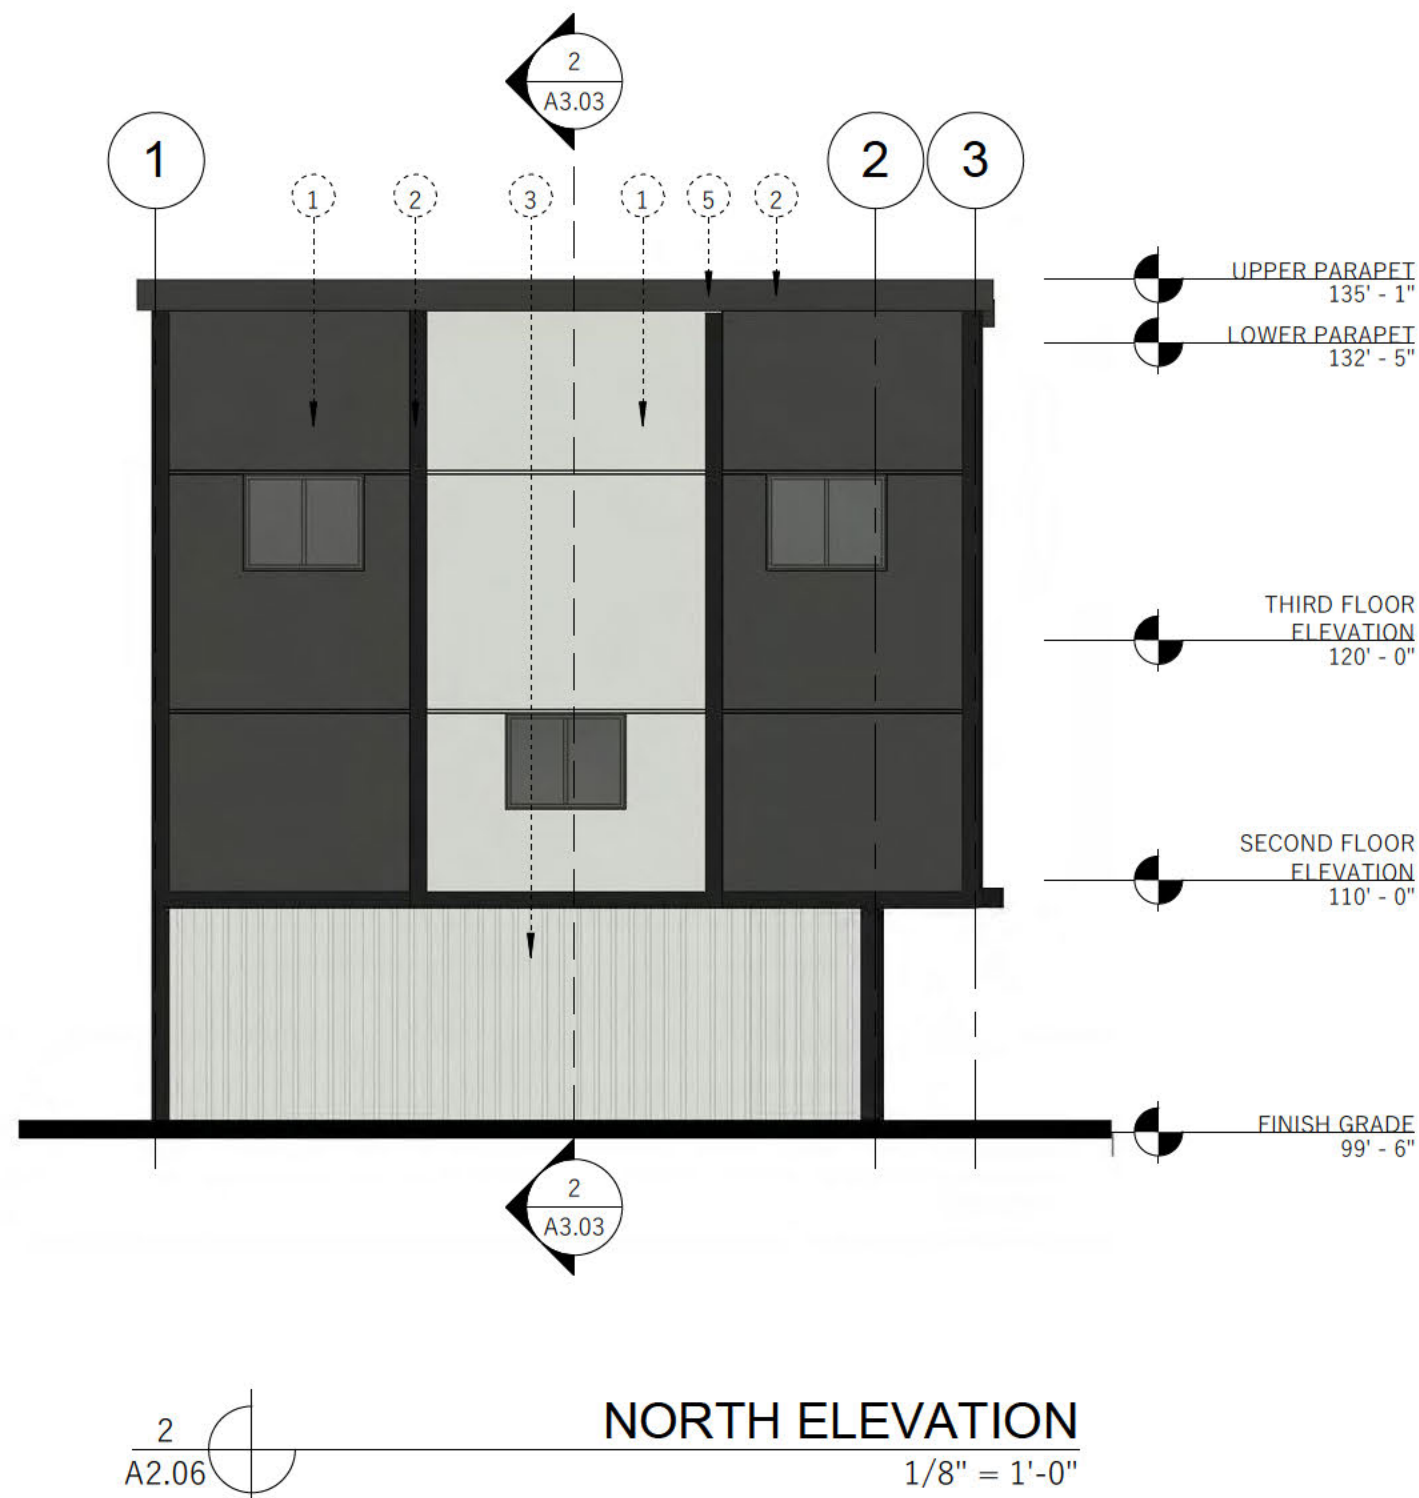 2
A3.03
1
2
3
1
2
3
1
5
2
UPPER PARAPET
135' - 1"
LOWER PARAPET
132' - 5"
THIRD FLOOR
ELEVATION
120' - 0"
SECOND FLOOR
ELEVATION
110' - 0"
FINISH GRADE
99' - 6"
2
A3.03
2
A2.06
NORTH ELEVATION
1/8" = 1'-0"